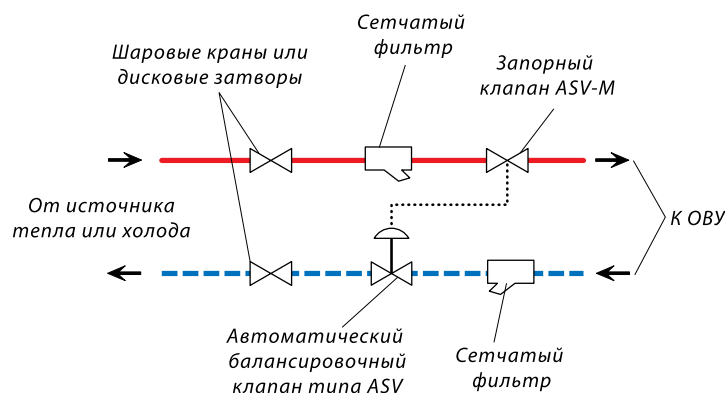 Сетчатый
фильтр
Шаровые краны или
дисковые затворы
Запорный
клапан ASV-M
От источника
тепла или холода
К ОВУ
Автоматический
балансировочный
клапан типа ASV
Сетчатый
фильтр